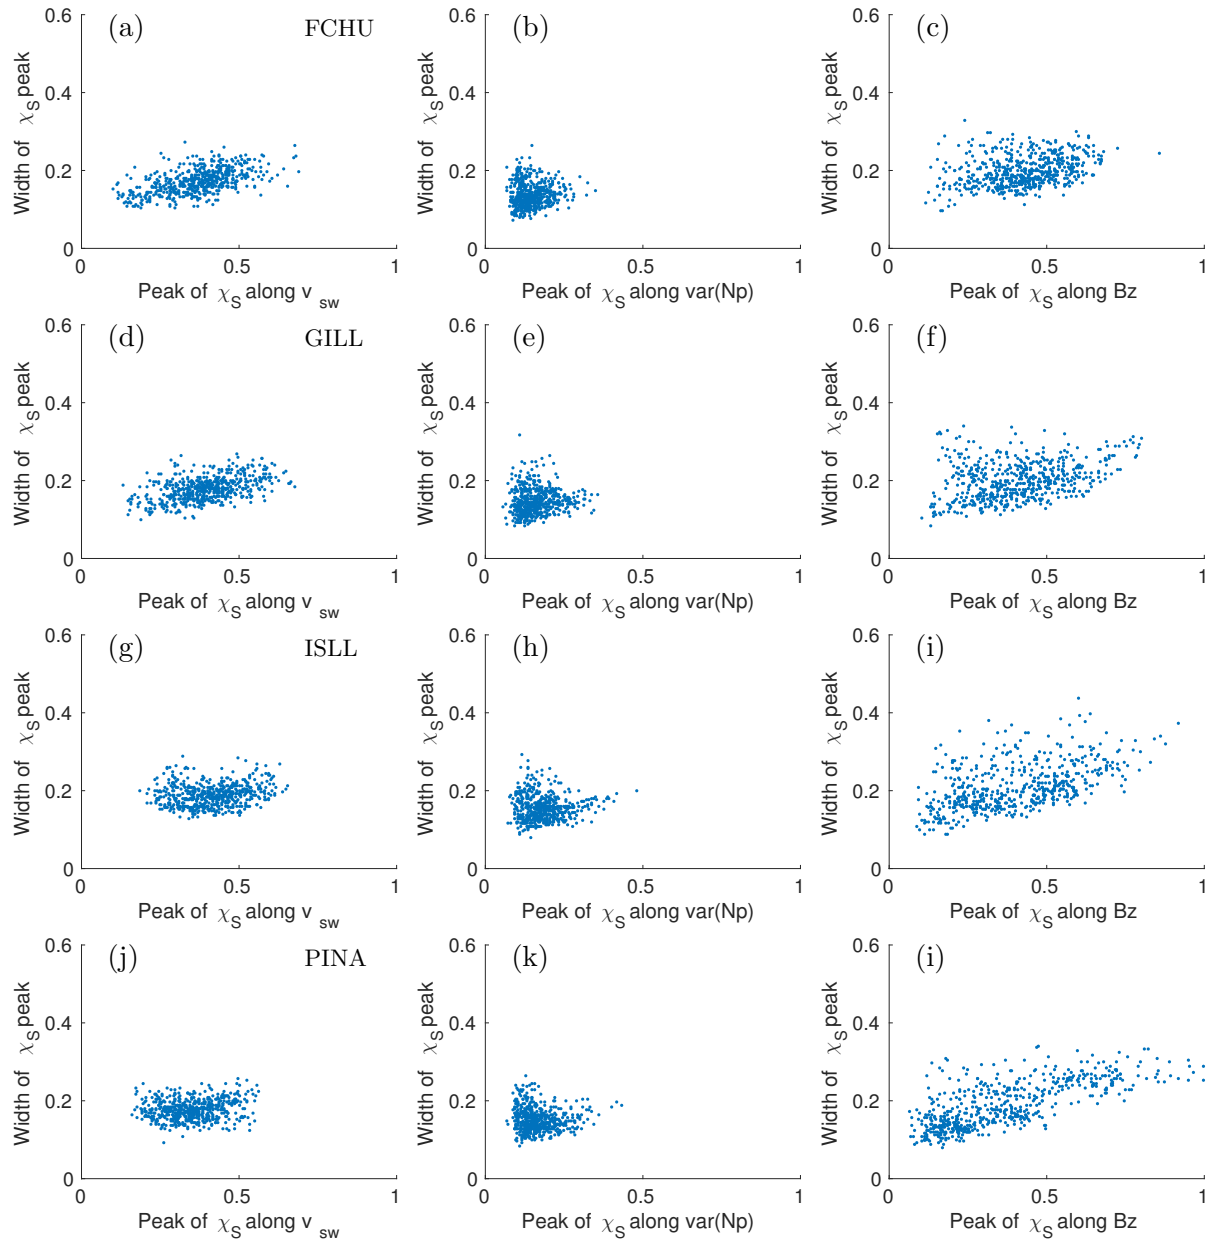 (a) FCHU (b) (c)
0.6 0.6 0.6
0.4 0.4 0.4
0.2 0.2 0.2
0 0 0
Width of χS peak Width of χS peak Width of χS peak
0 0.5 1 0 0.5 1 0 0.5 1
Peak of χS along v sw Peak of χS along var(Np) Peak of χS along Bz
(d) GILL (e) (f)
0.6 0.6 0.6
0.4 0.4 0.4
0.2 0.2 0.2
0 0 0
Width of χS peak Width of χS peak Width of χS peak
0 0.5 1 0 0.5 1 0 0.5 1
Peak of χS along v sw Peak of χS along var(Np) Peak of χS along Bz
(g) ISLL (h) (i)
0.6 0.6 0.6
0.4 0.4 0.4
0.2 0.2 0.2
0 0 0
Width of χS peak Width of χS peak Width of χS peak
0 0.5 1 0 0.5 1 0 0.5 1
Peak of χS along v sw Peak of χS along var(Np) Peak of χS along Bz
(j) PINA (k) (i)
0.6 0.6 0.6
0.4 0.4 0.4
0.2 0.2 0.2
0 0 0
Width of χS peak Width of χS peak Width of χS peak
0 0.5 1 0 0.5 1 0 0.5 1
Peak of χS along v sw Peak of χS along var(Np) Peak of χS along Bz